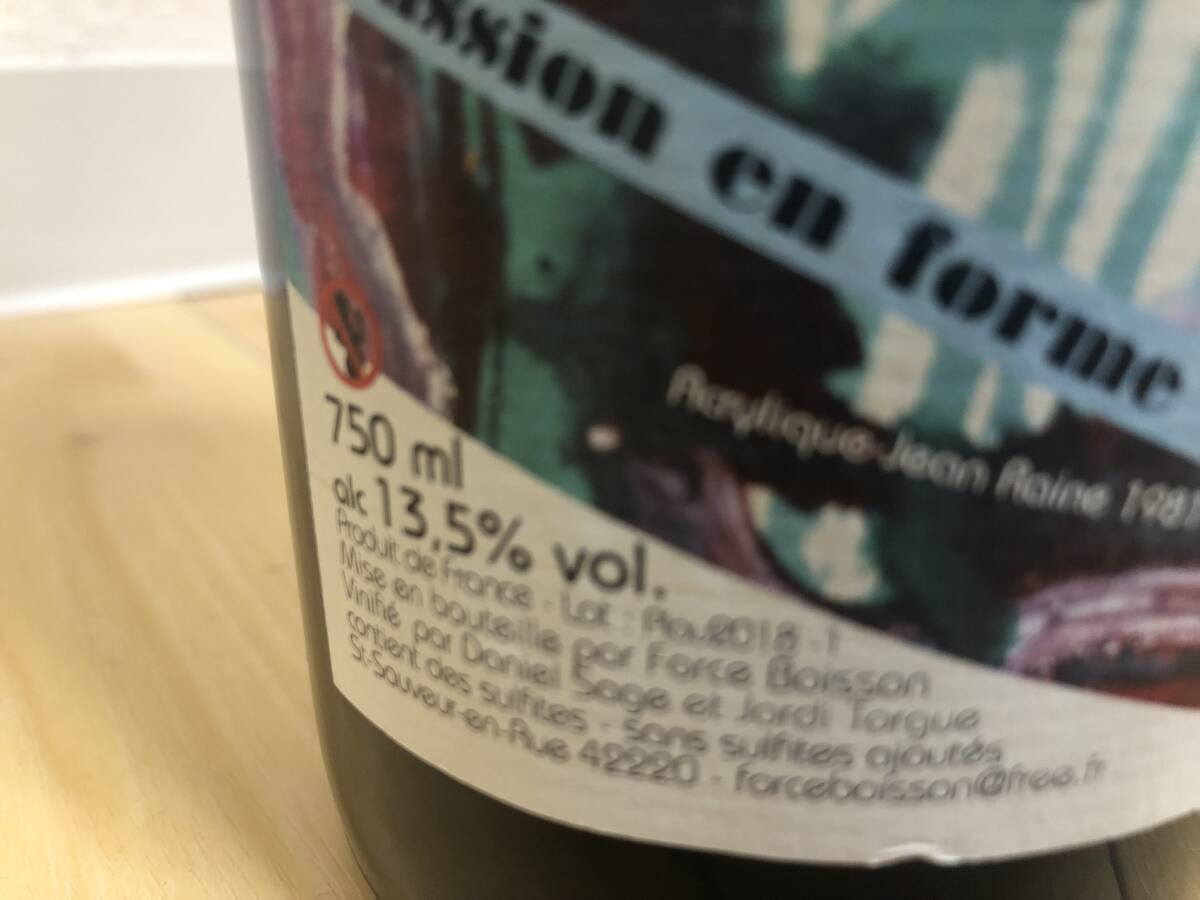 ssion en forme
Acrylique-Jean Raine 1981
750 ml
alc 13,5% vol.
Produit de France - Lot : 2018 - 1
Mise en bouteille par Force Boisson
Vinifié par Daniel Sage et Jordi Torgue
contient des sulfites - Sans sulfites ajoutés
St-Sauveur-en-Rue 42220 - forceboisson@free.fr